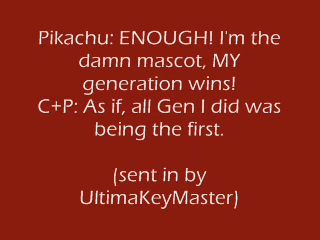 Pikachu: ENOUGH! I'm the
damn mascot, MY
generation wins!
C+P: As if, all Gen I did was
being the first.
(sent in by
UltimaKeyMaster)